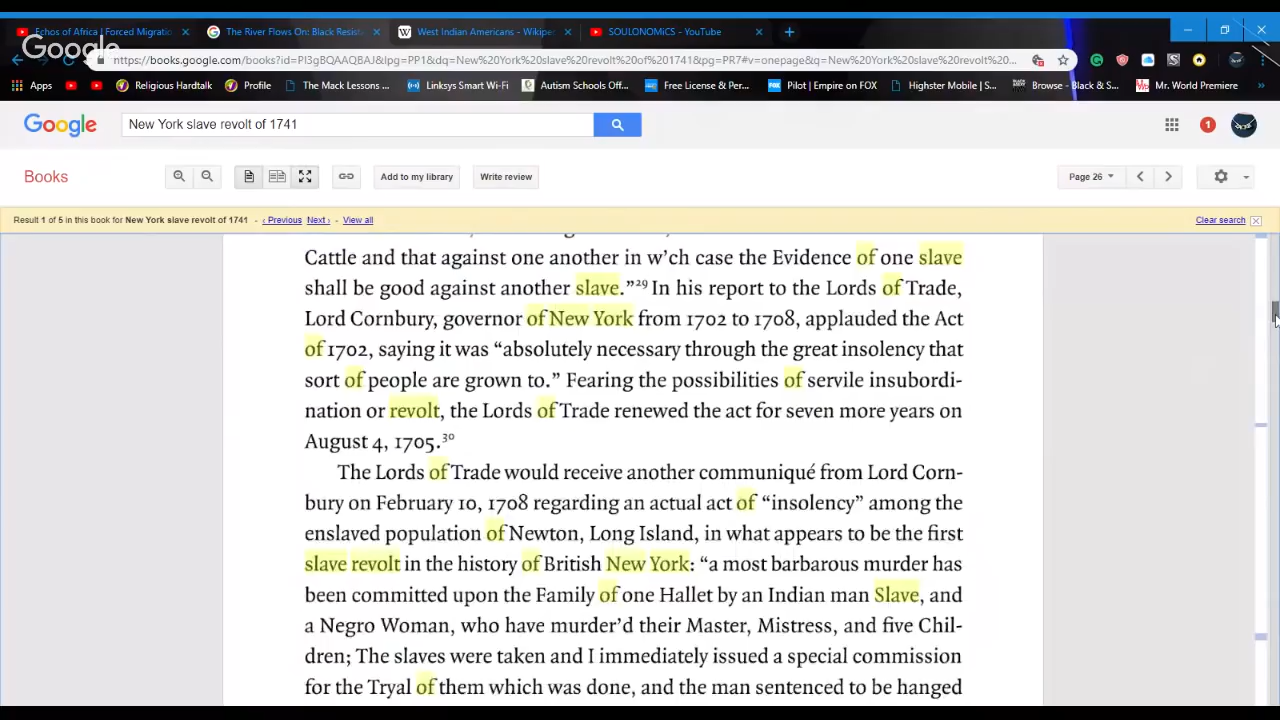 Echos of Africa | Forced Migratio
The River Flows On: Black Resist
West Indian Americans - Wikipe
SOULONOMiCS - YouTube
Google
https://books.google.com/books?id=PI3gBQ
Apps
Religious Hardtalk
Profile
The Mack Lessons ...
Linksys Smart Wi-Fi
Autism Schools Off...
Free License & Per...
Pilot | Empire on FOX
Highster Mobile | S...
Browse - Black & S...
Mr. World Premiere
Google
New York slave revolt of 1741
1
Books
Add to my library
Write review
Page 26
Result 1 of 5 in this book for New York slave revolt of 1741 - ‹ Previous Next › - View all
Clear search
Cattle and that against one another in w'ch case the Evidence of one slave
shall be good against another slave.”29 In his report to the Lords of Trade,
Lord Cornbury, governor of New York from 1702 to 1708, applauded the Act
of 1702, saying it was “absolutely necessary through the great insolency that
sort of people are grown to.” Fearing the possibilities of servile insubordi-
nation or revolt, the Lords of Trade renewed the act for seven more years on
August 4, 1705.30
The Lords of Trade would receive another communiqué from Lord Corn-
bury on February 10, 1708 regarding an actual act of “insolency” among the
enslaved population of Newton, Long Island, in what appears to be the first
slave revolt in the history of British New York: “a most barbarous murder has
been committed upon the Family of one Hallet by an Indian man Slave, and
a Negro Woman, who have murder'd their Master, Mistress, and five Chil-
dren; The slaves were taken and I immediately issued a special commission
for the Tryal of them which was done, and the man sentenced to be hanged